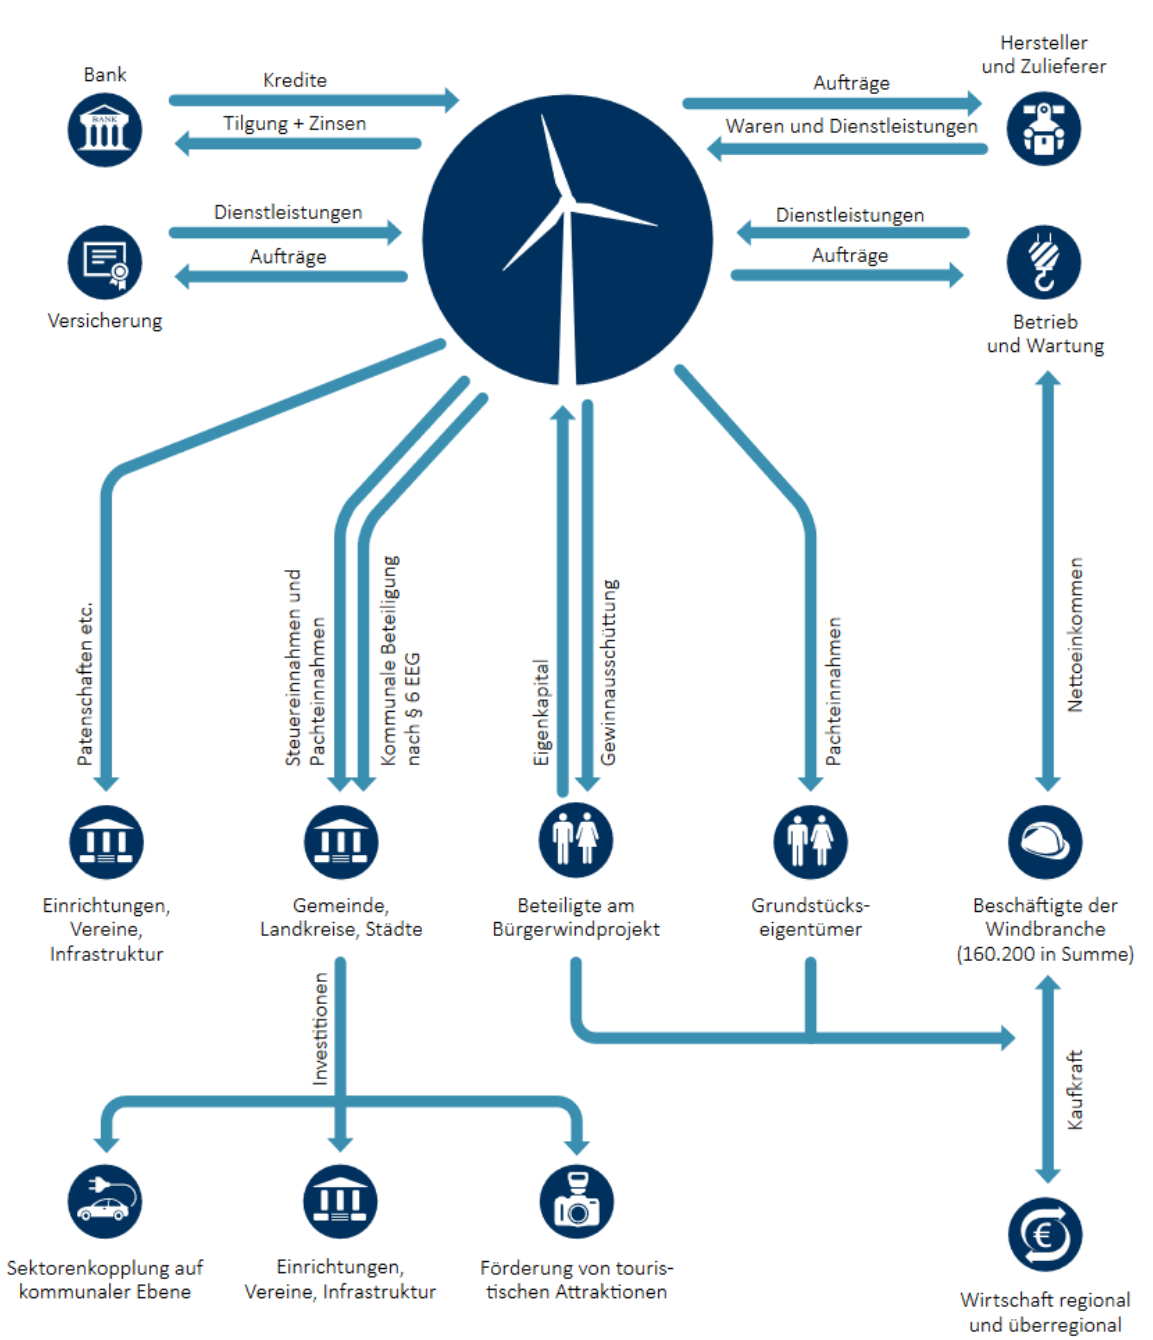 Bank
BANK
Kredite
Tilgung + Zinsen
Aufträge
Waren und Dienstleistungen
Hersteller
und Zulieferer
Dienstleistungen
Aufträge
Versicherung
Dienstleistungen
Aufträge
Betrieb
und Wartung
Patenschaften etc.
Steuereinnahmen und
Pachteinnahmen
Kommunale Beteiligung
nach § 6 EEG
Eigenkapital
Gewinnausschüttung
Pachteinnahmen
Nettoeinkommen
Einrichtungen,
Vereine,
Infrastruktur
Gemeinde,
Landkreise, Städte
Beteiligte am
Bürgerwindprojekt
Grundstücks-
eigentümer
Beschäftigte der
Windbranche
(160.200 in Summe)
Investitionen
Kaufkraft
Sektorenkopplung auf
kommunaler Ebene
Einrichtungen,
Vereine, Infrastruktur
Förderung von touris-
tischen Attraktionen
€
Wirtschaft regional
und überregional